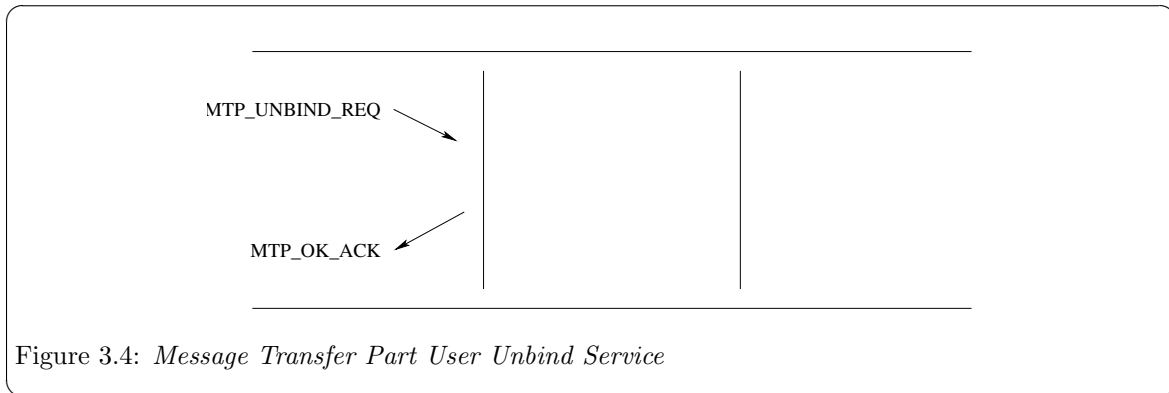 MTP_UNBIND_REQ
MTP_OK_ACK
Figure 3.4: Message Transfer Part User Unbind Service